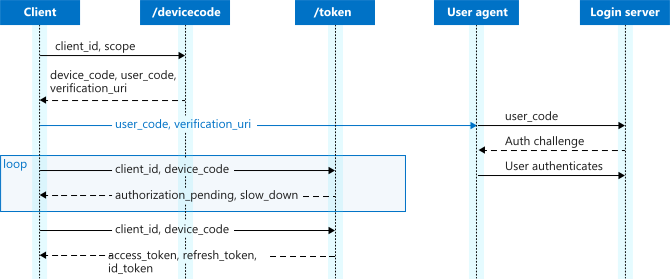 Client
/devicecode
/token
User agent
Login server
client_id, scope
device_code, user_code,
verification_uri
user_code, verification_uri
user_code
Auth challenge
User authenticates
loop
client_id, device_code
authorization_pending, slow_down
client_id, device_code
access_token, refresh_token,
id_token